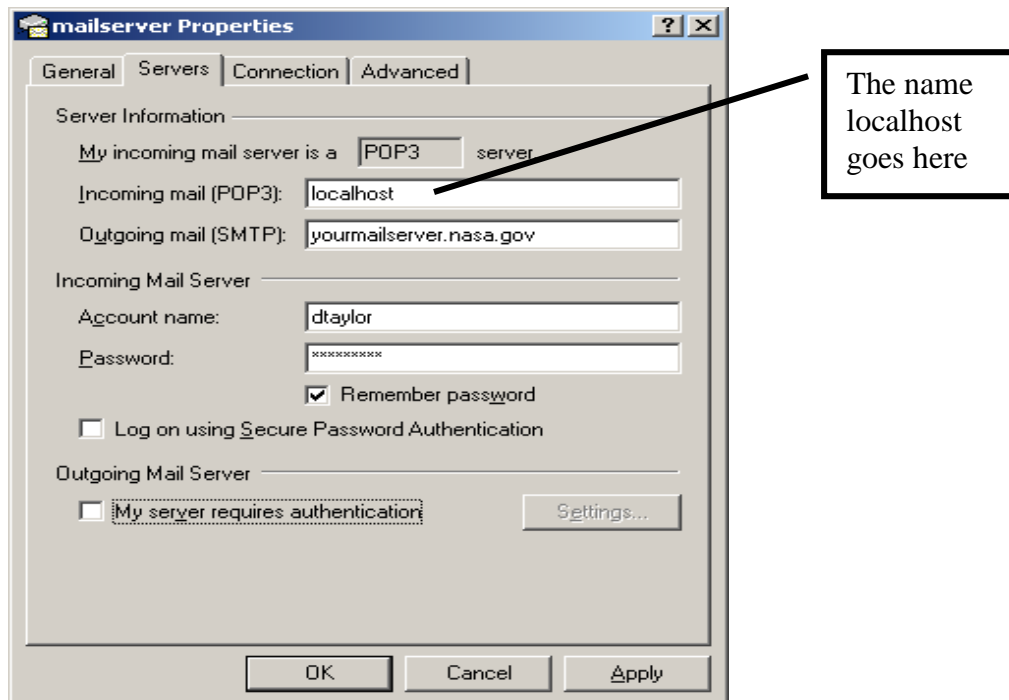 mailserver Properties
General Servers Connection Advanced
Server Information
My incoming mail server is a POP3 server
Incoming mail (POP3): localhost
Outgoing mail (SMTP): yourmailserver.nasa.gov
Incoming Mail Server
Account name: dtaylor
Password: *********
Remember password
Log on using Secure Password Authentication
Outgoing Mail Server
My server requires authentication Settings...
OK Cancel Apply
The name
localhost
goes here